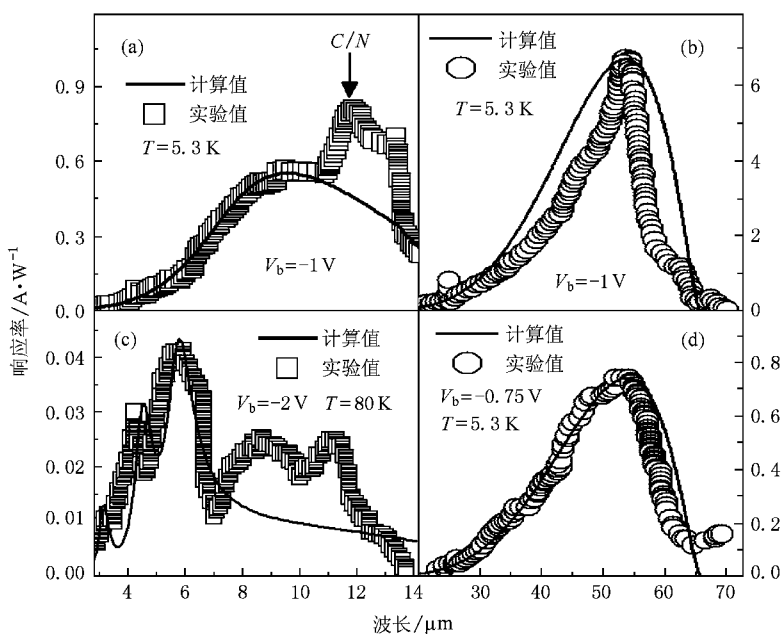 (a)
C/N
计算值
实验值
T=5.3 K
V_b=-1 V
0.9
0.6
0.3
0.0
(b)
计算值
实验值
T=5.3 K
V_b=-1 V
6
4
2
0
响应率/A·W⁻¹
(c)
计算值
实验值
V_b=-2 V T=80 K
0.04
0.03
0.02
0.01
0.00
4 6 8 10 12 14
(d)
计算值
实验值
V_b=-0.75 V
T=5.3 K
0.8
0.6
0.4
0.2
0.0
30 40 50 60 70
波长/μm